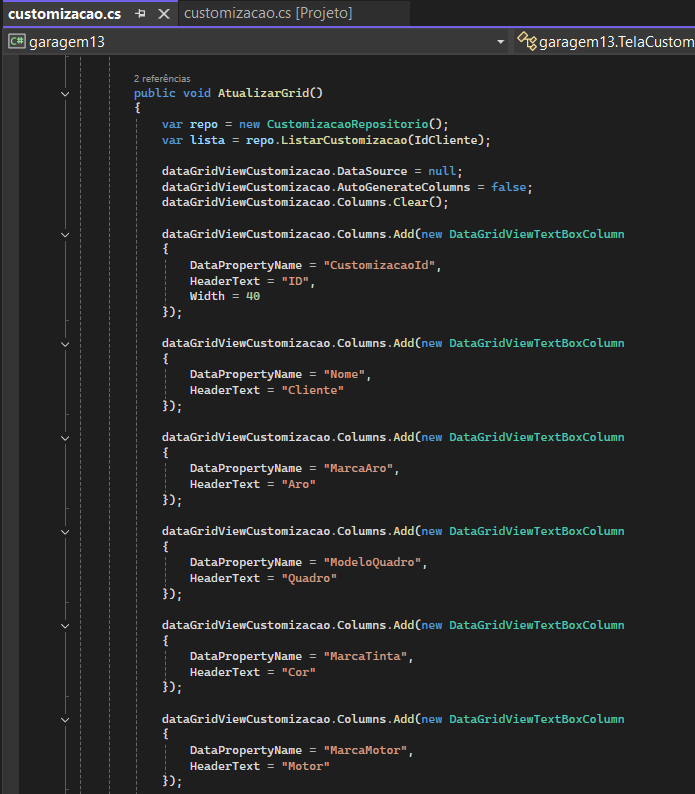 customizacao.cs customizacao.cs [Projeto]
C# garagem13 garagem13.TelaCustom
2 referências
public void AtualizarGrid()
{
var repo = new CustomizacaoRepositorio();
var lista = repo.ListarCustomizacao(IdCliente);
dataGridViewCustomizacao.DataSource = null;
dataGridViewCustomizacao.AutoGenerateColumns = false;
dataGridViewCustomizacao.Columns.Clear();
dataGridViewCustomizacao.Columns.Add(new DataGridViewTextBoxColumn
{
DataPropertyName = "CustomizacaoId",
HeaderText = "ID",
Width = 40
});
dataGridViewCustomizacao.Columns.Add(new DataGridViewTextBoxColumn
{
DataPropertyName = "Nome",
HeaderText = "Cliente"
});
dataGridViewCustomizacao.Columns.Add(new DataGridViewTextBoxColumn
{
DataPropertyName = "MarcaAro",
HeaderText = "Aro"
});
dataGridViewCustomizacao.Columns.Add(new DataGridViewTextBoxColumn
{
DataPropertyName = "ModeloQuadro",
HeaderText = "Quadro"
});
dataGridViewCustomizacao.Columns.Add(new DataGridViewTextBoxColumn
{
DataPropertyName = "MarcaTinta",
HeaderText = "Cor"
});
dataGridViewCustomizacao.Columns.Add(new DataGridViewTextBoxColumn
{
DataPropertyName = "MarcaMotor",
HeaderText = "Motor"
});